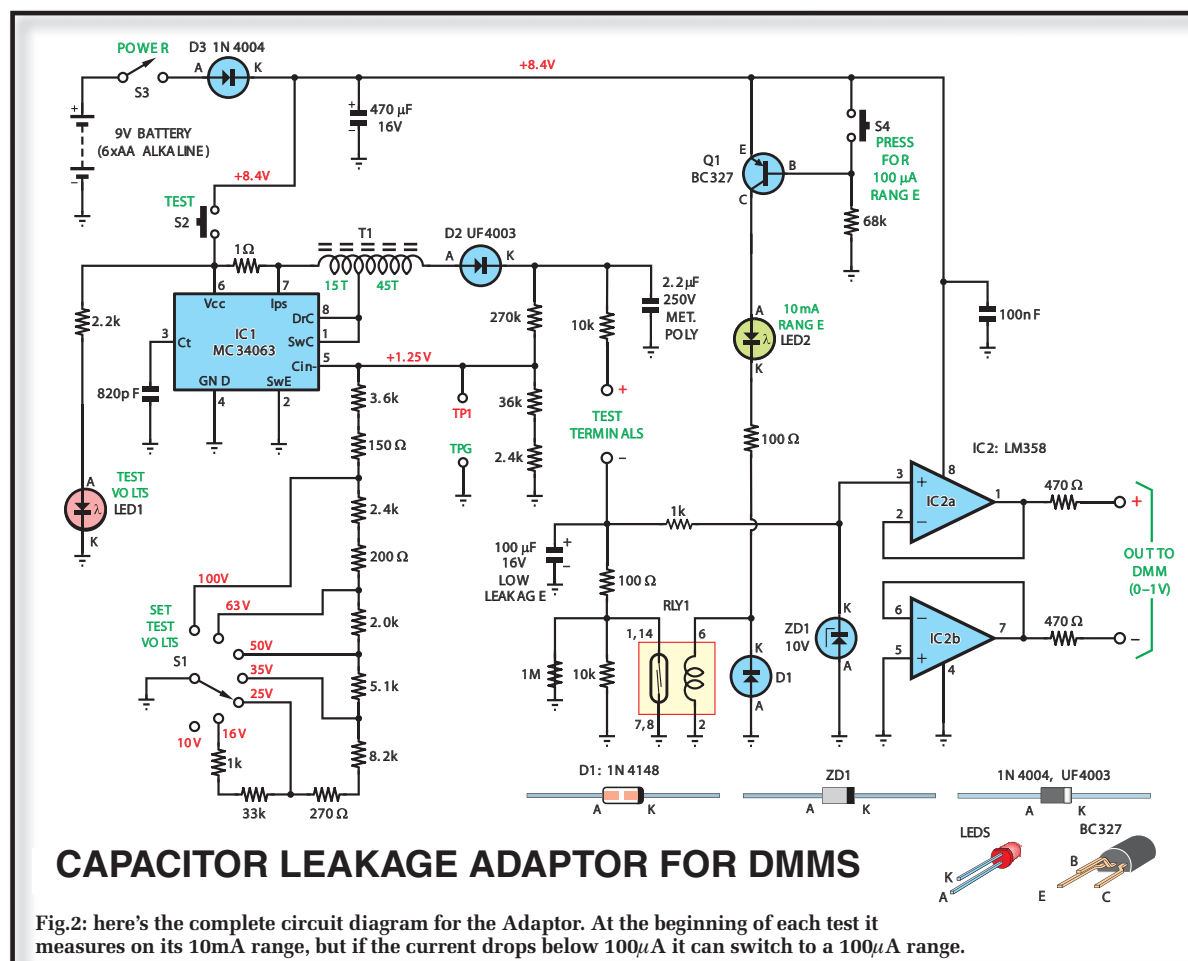 POWER
D3 1N4004
A
K
S3
+8.4V
+
−
9V BATTERY
(6xAA ALKALINE)
+
−
470 µF
16V
E
Q1
BC327
B
C
S4
PRESS
FOR
100 µA
RANGE
68k
+8.4V
TEST
S2
1Ω
T1
15T
45T
D2 UF4003
A
K
2.2µF
250V
MET.
POLY
100nF
2.2k
6
7
Vcc
Ips
DrC
8
3
Ct
IC1
MC34063
SwC
1
Cin-
5
GND
SwE
4
2
820pF
+1.25V
270k
10k
A
10mA
RANGE
λ
LED2
K
3.6k
TP1
36k
+
TEST
TERMINALS
−
150 Ω
TPG
2.4k
100 Ω
IC2: LM358
TEST
VOLTS
A
λ
LED1
K
2.4k
200 Ω
1k
3
+
8
IC2a
1
2
−
470 Ω
+
100 µF
16V
LOW
LEAKAGE
+
−
100 Ω
OUT TO
DMM
(0–1V)
100V
63V
SET
TEST
VOLTS
50V
35V
S1
25V
16V
10V
2.0k
5.1k
8.2k
1k
33k
270 Ω
RLY1
1,14
6
1M
10k
7,8
2
K
D1
A
ZD1
10V
K
A
6
−
IC2b
7
5
+
4
470 Ω
−
D1: 1N4148
A
K
ZD1
A
K
1N4004, UF4003
A
K
LEDS
K
A
BC327
B
E
C
CAPACITOR LEAKAGE ADAPTOR FOR DMMS
Fig.2: here's the complete circuit diagram for the Adaptor. At the beginning of each test it
measures on its 10mA range, but if the current drops below 100µA it can switch to a 100µA range.